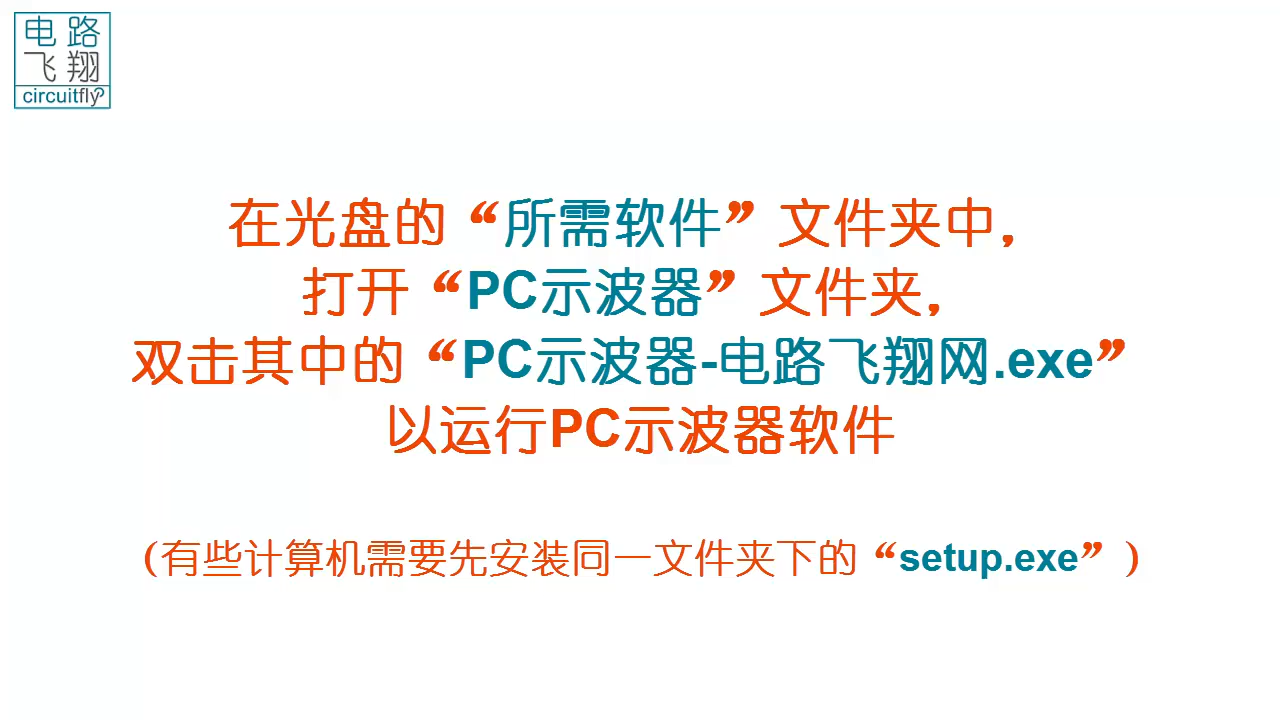 电路
飞翔
circuitfly
在光盘的“所需软件”文件夹中，
打开“PC示波器”文件夹，
双击其中的“PC示波器-电路飞翔网.exe”
以运行PC示波器软件
（有些计算机需要先安装同一文件夹下的“setup.exe”）